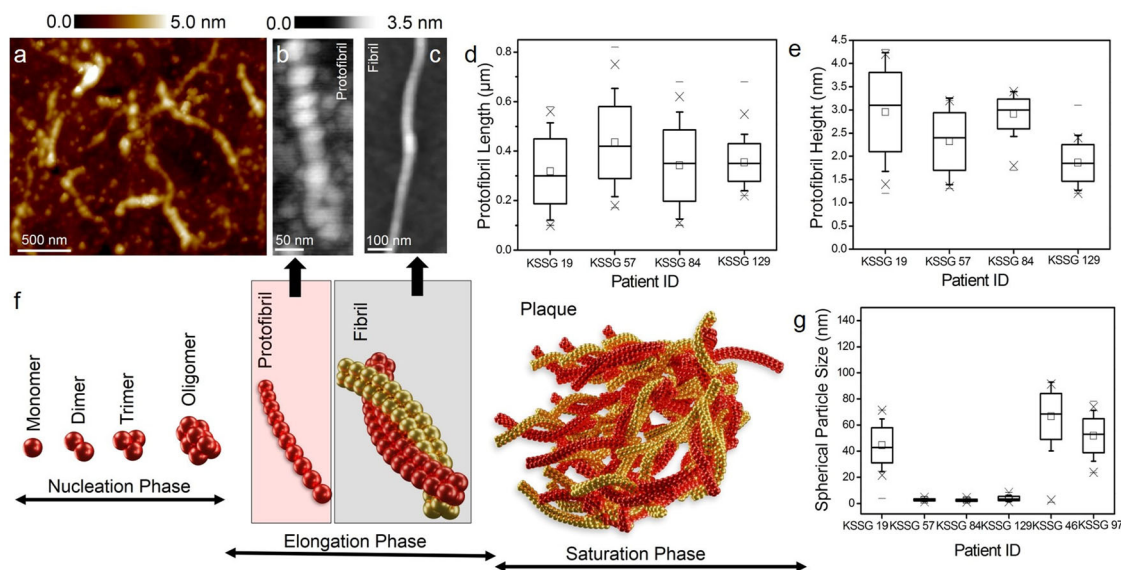 0.0 5.0 nm
0.0 3.5 nm
a
500 nm
b
Protofibril
50 nm
c
Fibril
100 nm
d
Protofibril Length (µm)
0.8
0.6
0.4
0.2
0.0
KSSG 19 KSSG 57 KSSG 84 KSSG 129
Patient ID
e
Protofibril Height (nm)
4.5
4.0
3.5
3.0
2.5
2.0
1.5
1.0
0.5
0.0
KSSG 19 KSSG 57 KSSG 84 KSSG 129
Patient ID
f
Monomer
Dimer
Trimer
Oligomer
Nucleation Phase
Protofibril
Fibril
Elongation Phase
Plaque
Saturation Phase
g
Spherical Particle Size (nm)
140
120
100
80
60
40
20
0
KSSG 19 KSSG 57 KSSG 84 KSSG 129 KSSG 46 KSSG 97
Patient ID